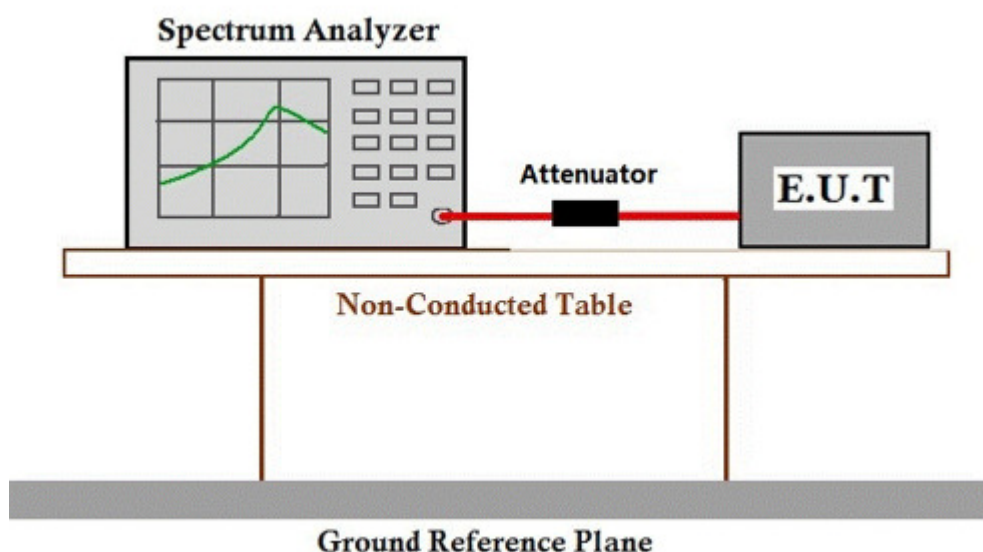 Spectrum Analyzer
Attenuator
E.U.T
Non-Conducted Table
Ground Reference Plane